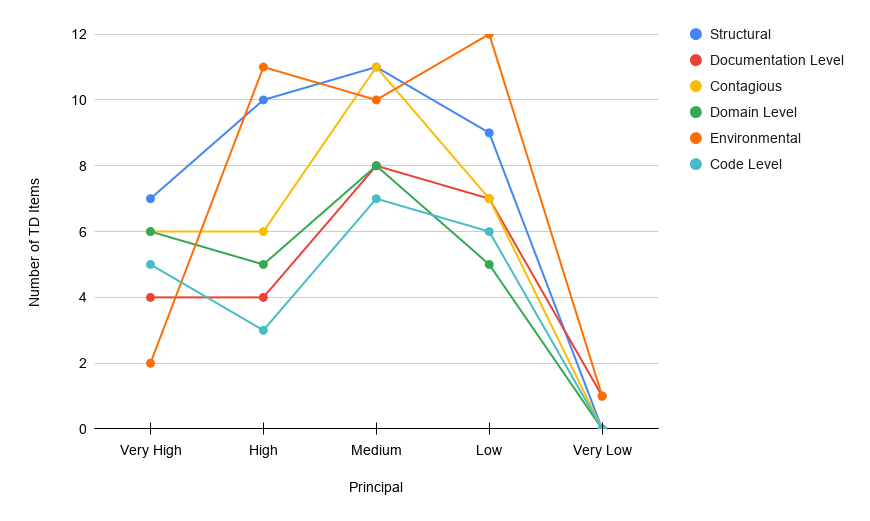 12
10
8
6
4
2
0
Number of TD Items
Very High
High
Medium
Low
Very Low
Principal
Structural
Documentation Level
Contagious
Domain Level
Environmental
Code Level